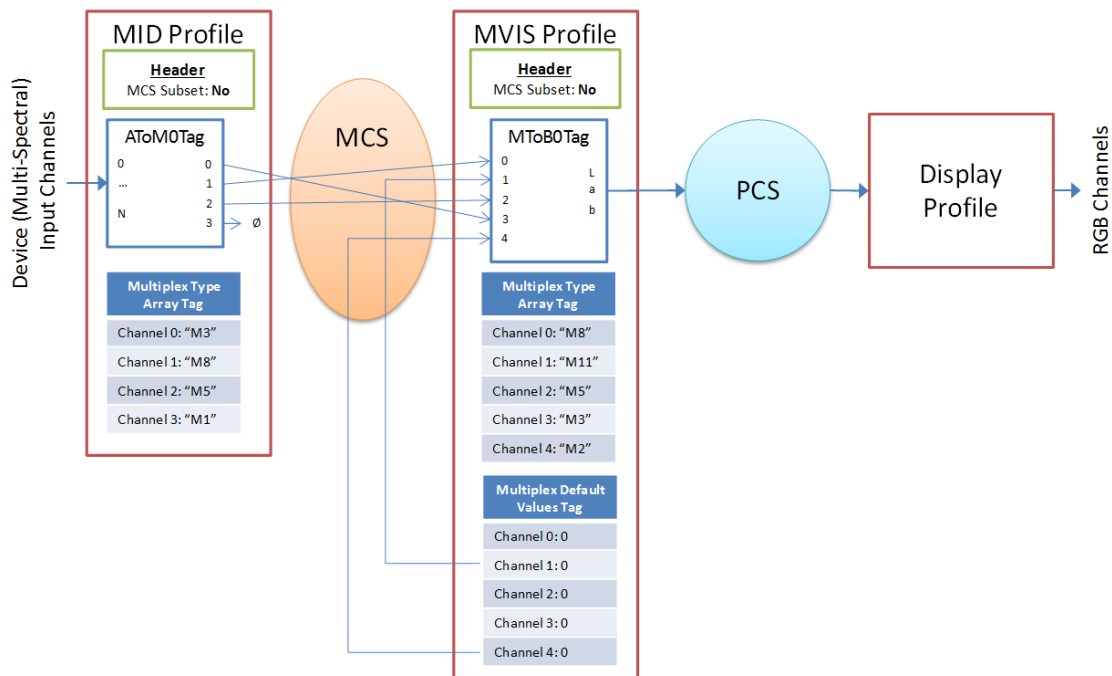 MID Profile
Header
MCS Subset: No
AToM0Tag
0
...
N
0
1
2
3
Ø
Device (Multi-Spectral)
Input Channels
Multiplex Type
Array Tag
Channel 0: “M3”
Channel 1: “M8”
Channel 2: “M5”
Channel 3: “M1”
MCS
MVIS Profile
Header
MCS Subset: No
MToB0Tag
0
1
2
3
4
L
a
b
Multiplex Type
Array Tag
Channel 0: “M8”
Channel 1: “M11”
Channel 2: “M5”
Channel 3: “M3”
Channel 4: “M2”
Multiplex Default
Values Tag
Channel 0: 0
Channel 1: 0
Channel 2: 0
Channel 3: 0
Channel 4: 0
PCS
Display
Profile
RGB Channels